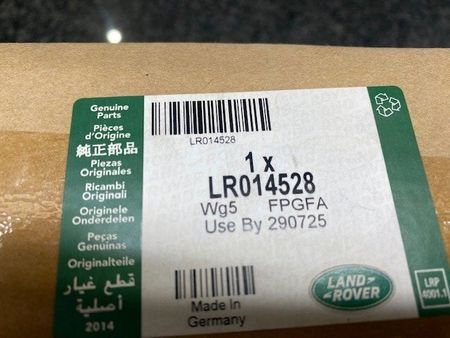 Genuine
Parts
Pièces
d'Origine
純正部品
Piezas
Originales
Ricambi
Originali
Originele
Onderdelen
Peças
Genuínas
Originalteile
قطع غيار
أصلية
2014
LR014528
1 x
LR014528
Wg5 FPGFA
Use By 290725
Made In
Germany
LAND
ROVER
LRP
4001.1